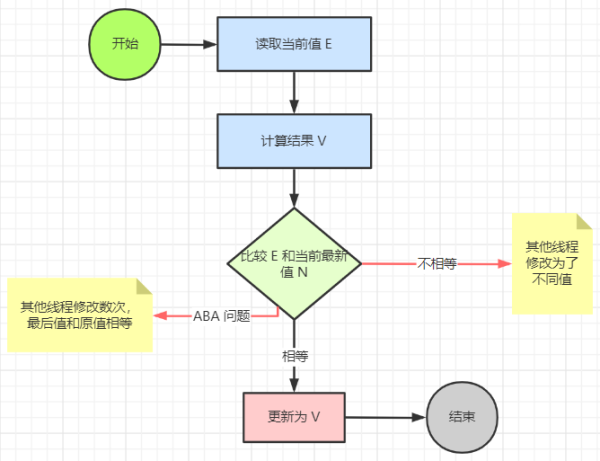 开始
读取当前值 E
计算结果 V
比较 E 和当前最新
值 N
不相等
其他线程
修改为了
不同值
其他线程修改数次，
最后值和原值相等
ABA 问题
相等
更新为 V
结束